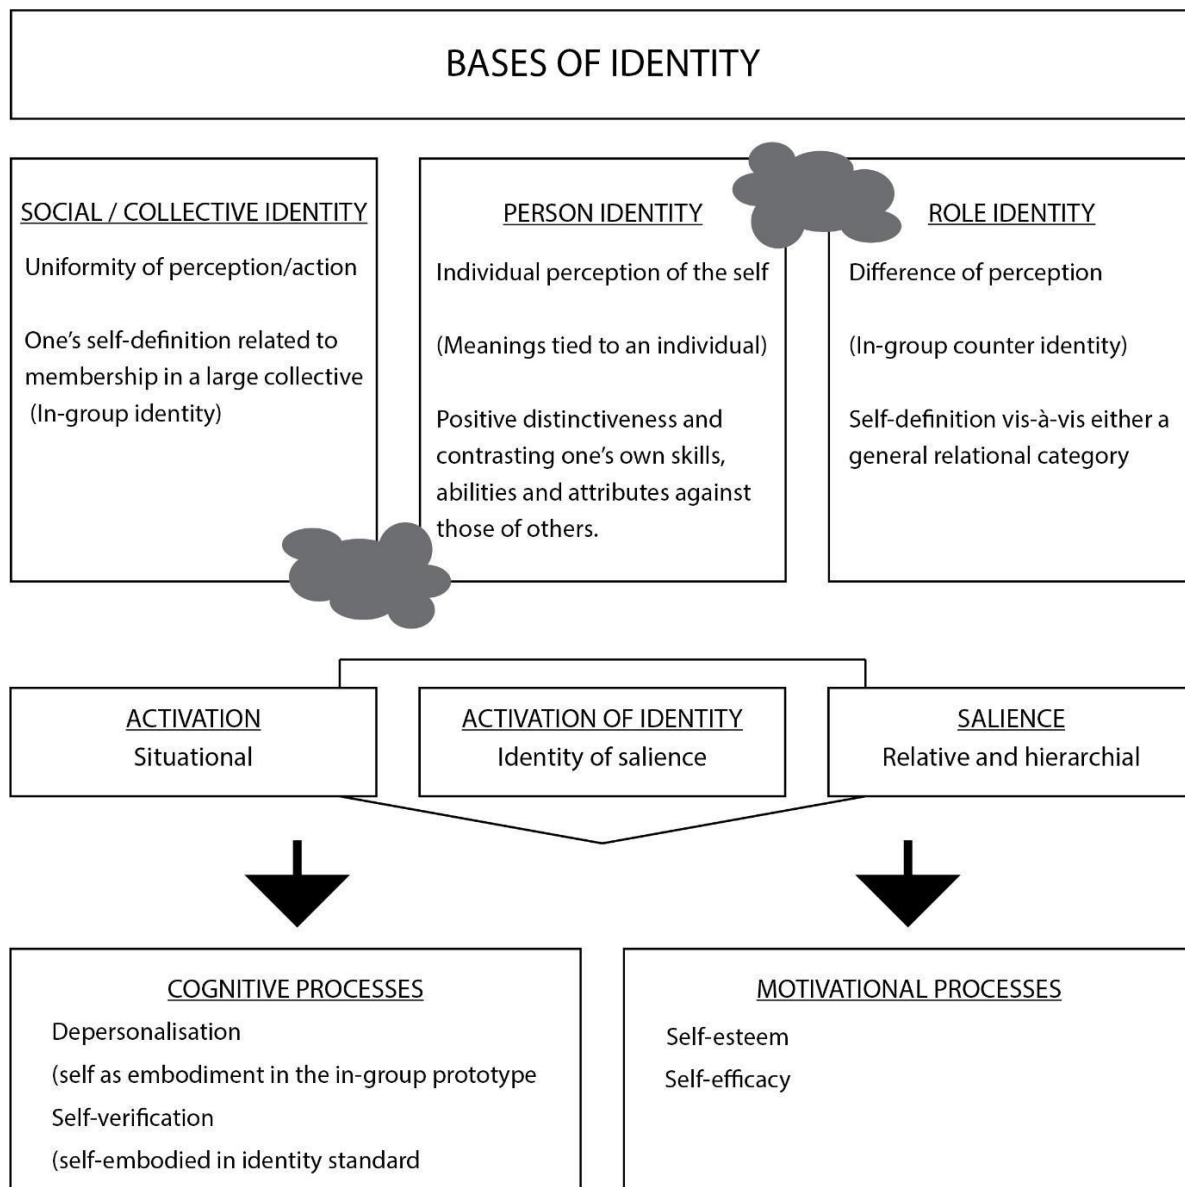 BASES OF IDENTITY
SOCIAL / COLLECTIVE IDENTITY
Uniformity of perception/action
One's self-definition related to
membership in a large collective
(In-group identity)
PERSON IDENTITY
Individual perception of the self
(Meanings tied to an individual)
Positive distinctiveness and
contrasting one's own skills,
abilities and attributes against
those of others.
ROLE IDENTITY
Difference of perception
(In-group counter identity)
Self-definition vis-à-vis either a
general relational category
ACTIVATION
Situational
ACTIVATION OF IDENTITY
Identity of salience
SALIENCE
Relative and hierarchial
COGNITIVE PROCESSES
Depersonalisation
(self as embodiment in the in-group prototype
Self-verification
(self-embodied in identity standard
MOTIVATIONAL PROCESSES
Self-esteem
Self-efficacy